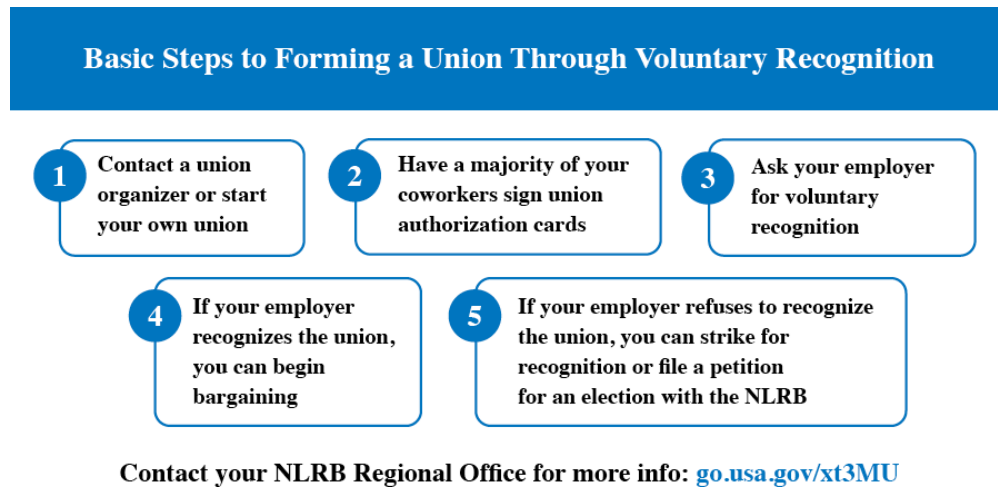 Basic Steps to Forming a Union Through Voluntary Recognition
1
Contact a union
organizer or start
your own union
2
Have a majority of your
coworkers sign union
authorization cards
3
Ask your employer
for voluntary
recognition
4
If your employer
recognizes the union,
you can begin
bargaining
5
If your employer refuses to recognize
the union, you can strike for
recognition or file a petition
for an election with the NLRB
Contact your NLRB Regional Office for more info: go.usa.gov/xt3MU